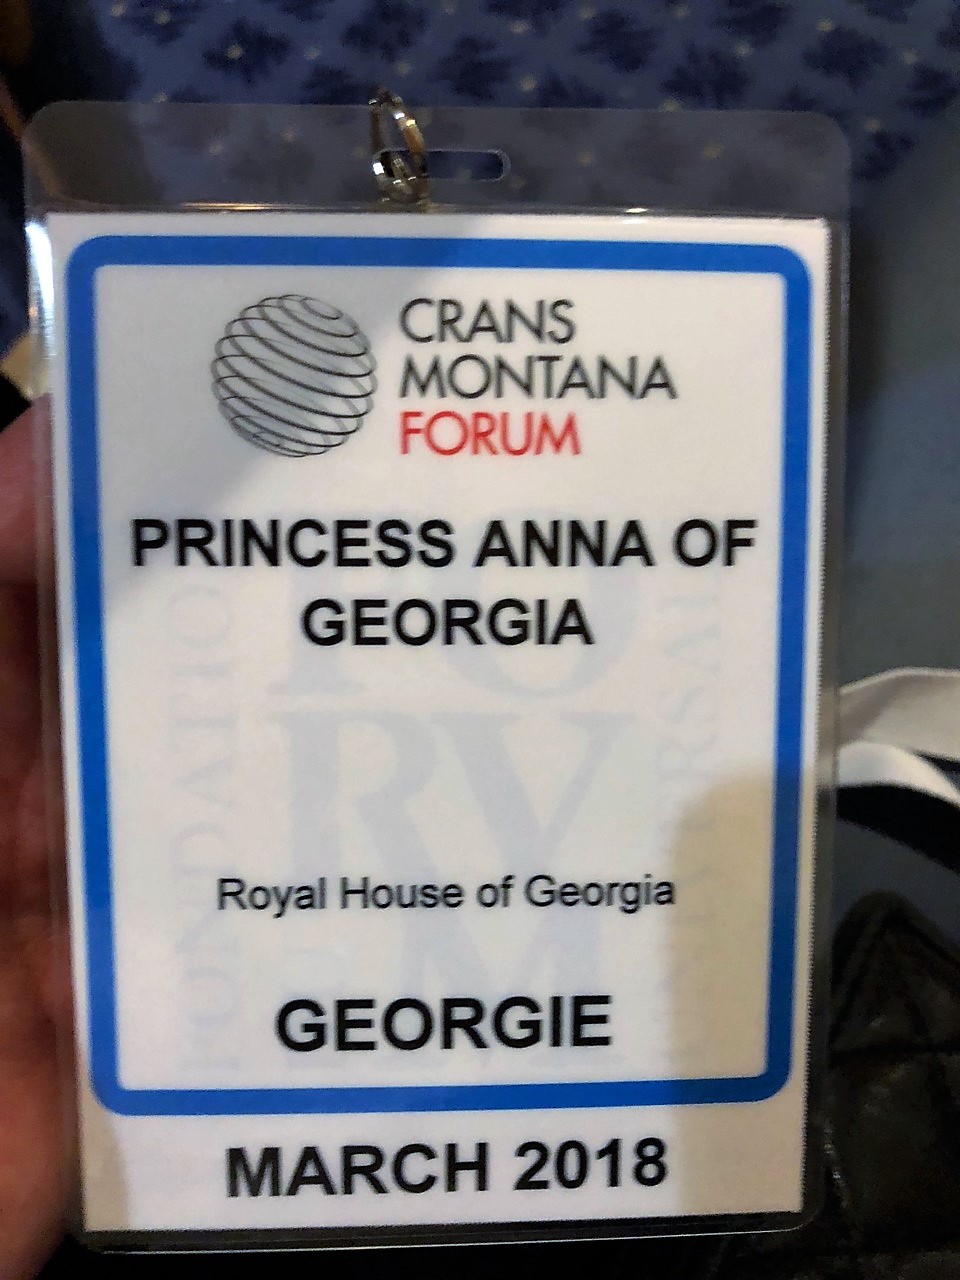 CRANS
MONTANA
FORUM
PRINCESS ANNA OF
GEORGIA
Royal House of Georgia
GEORGIE
MARCH 2018